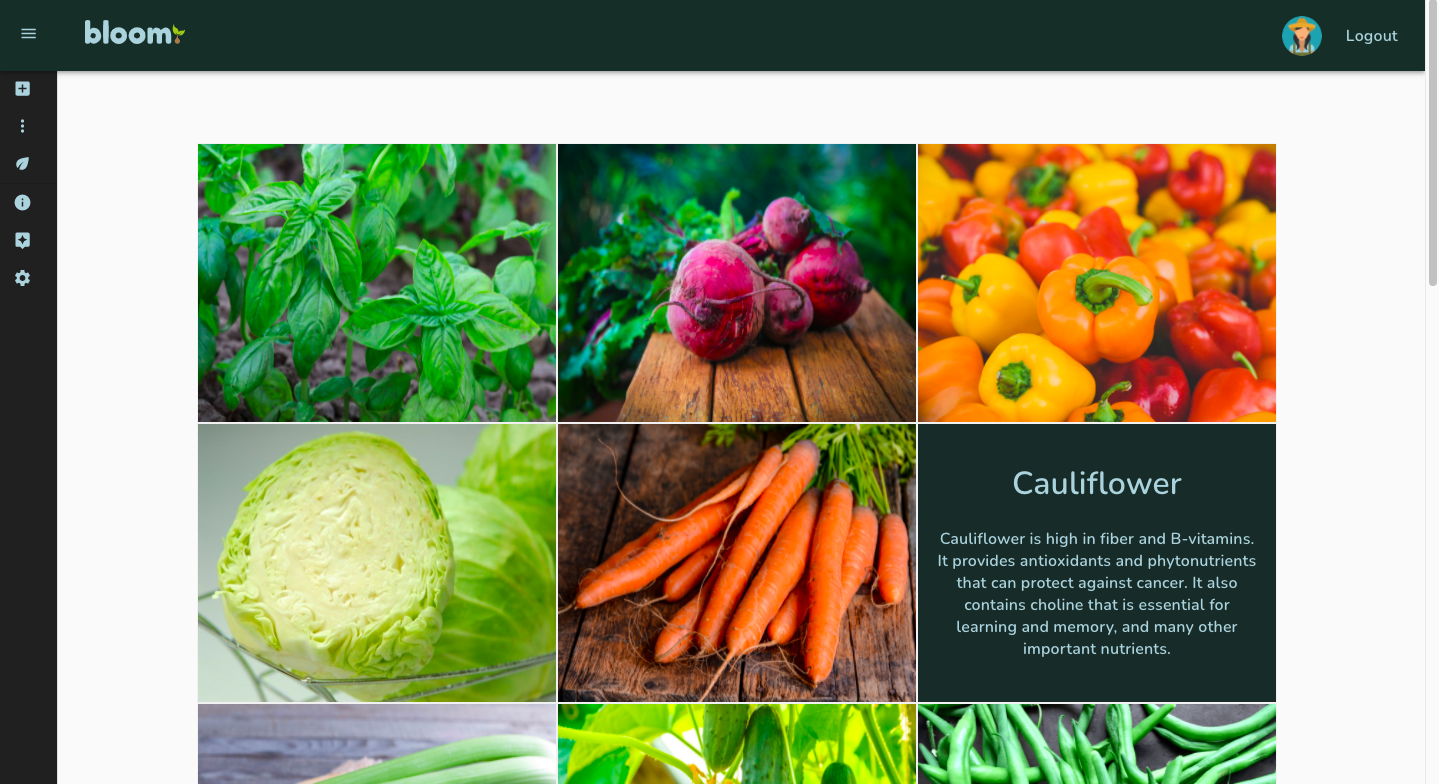 bloom
Logout
Cauliflower
Cauliflower is high in fiber and B-vitamins.
It provides antioxidants and phytonutrients
that can protect against cancer. It also
contains choline that is essential for
learning and memory, and many other
important nutrients.